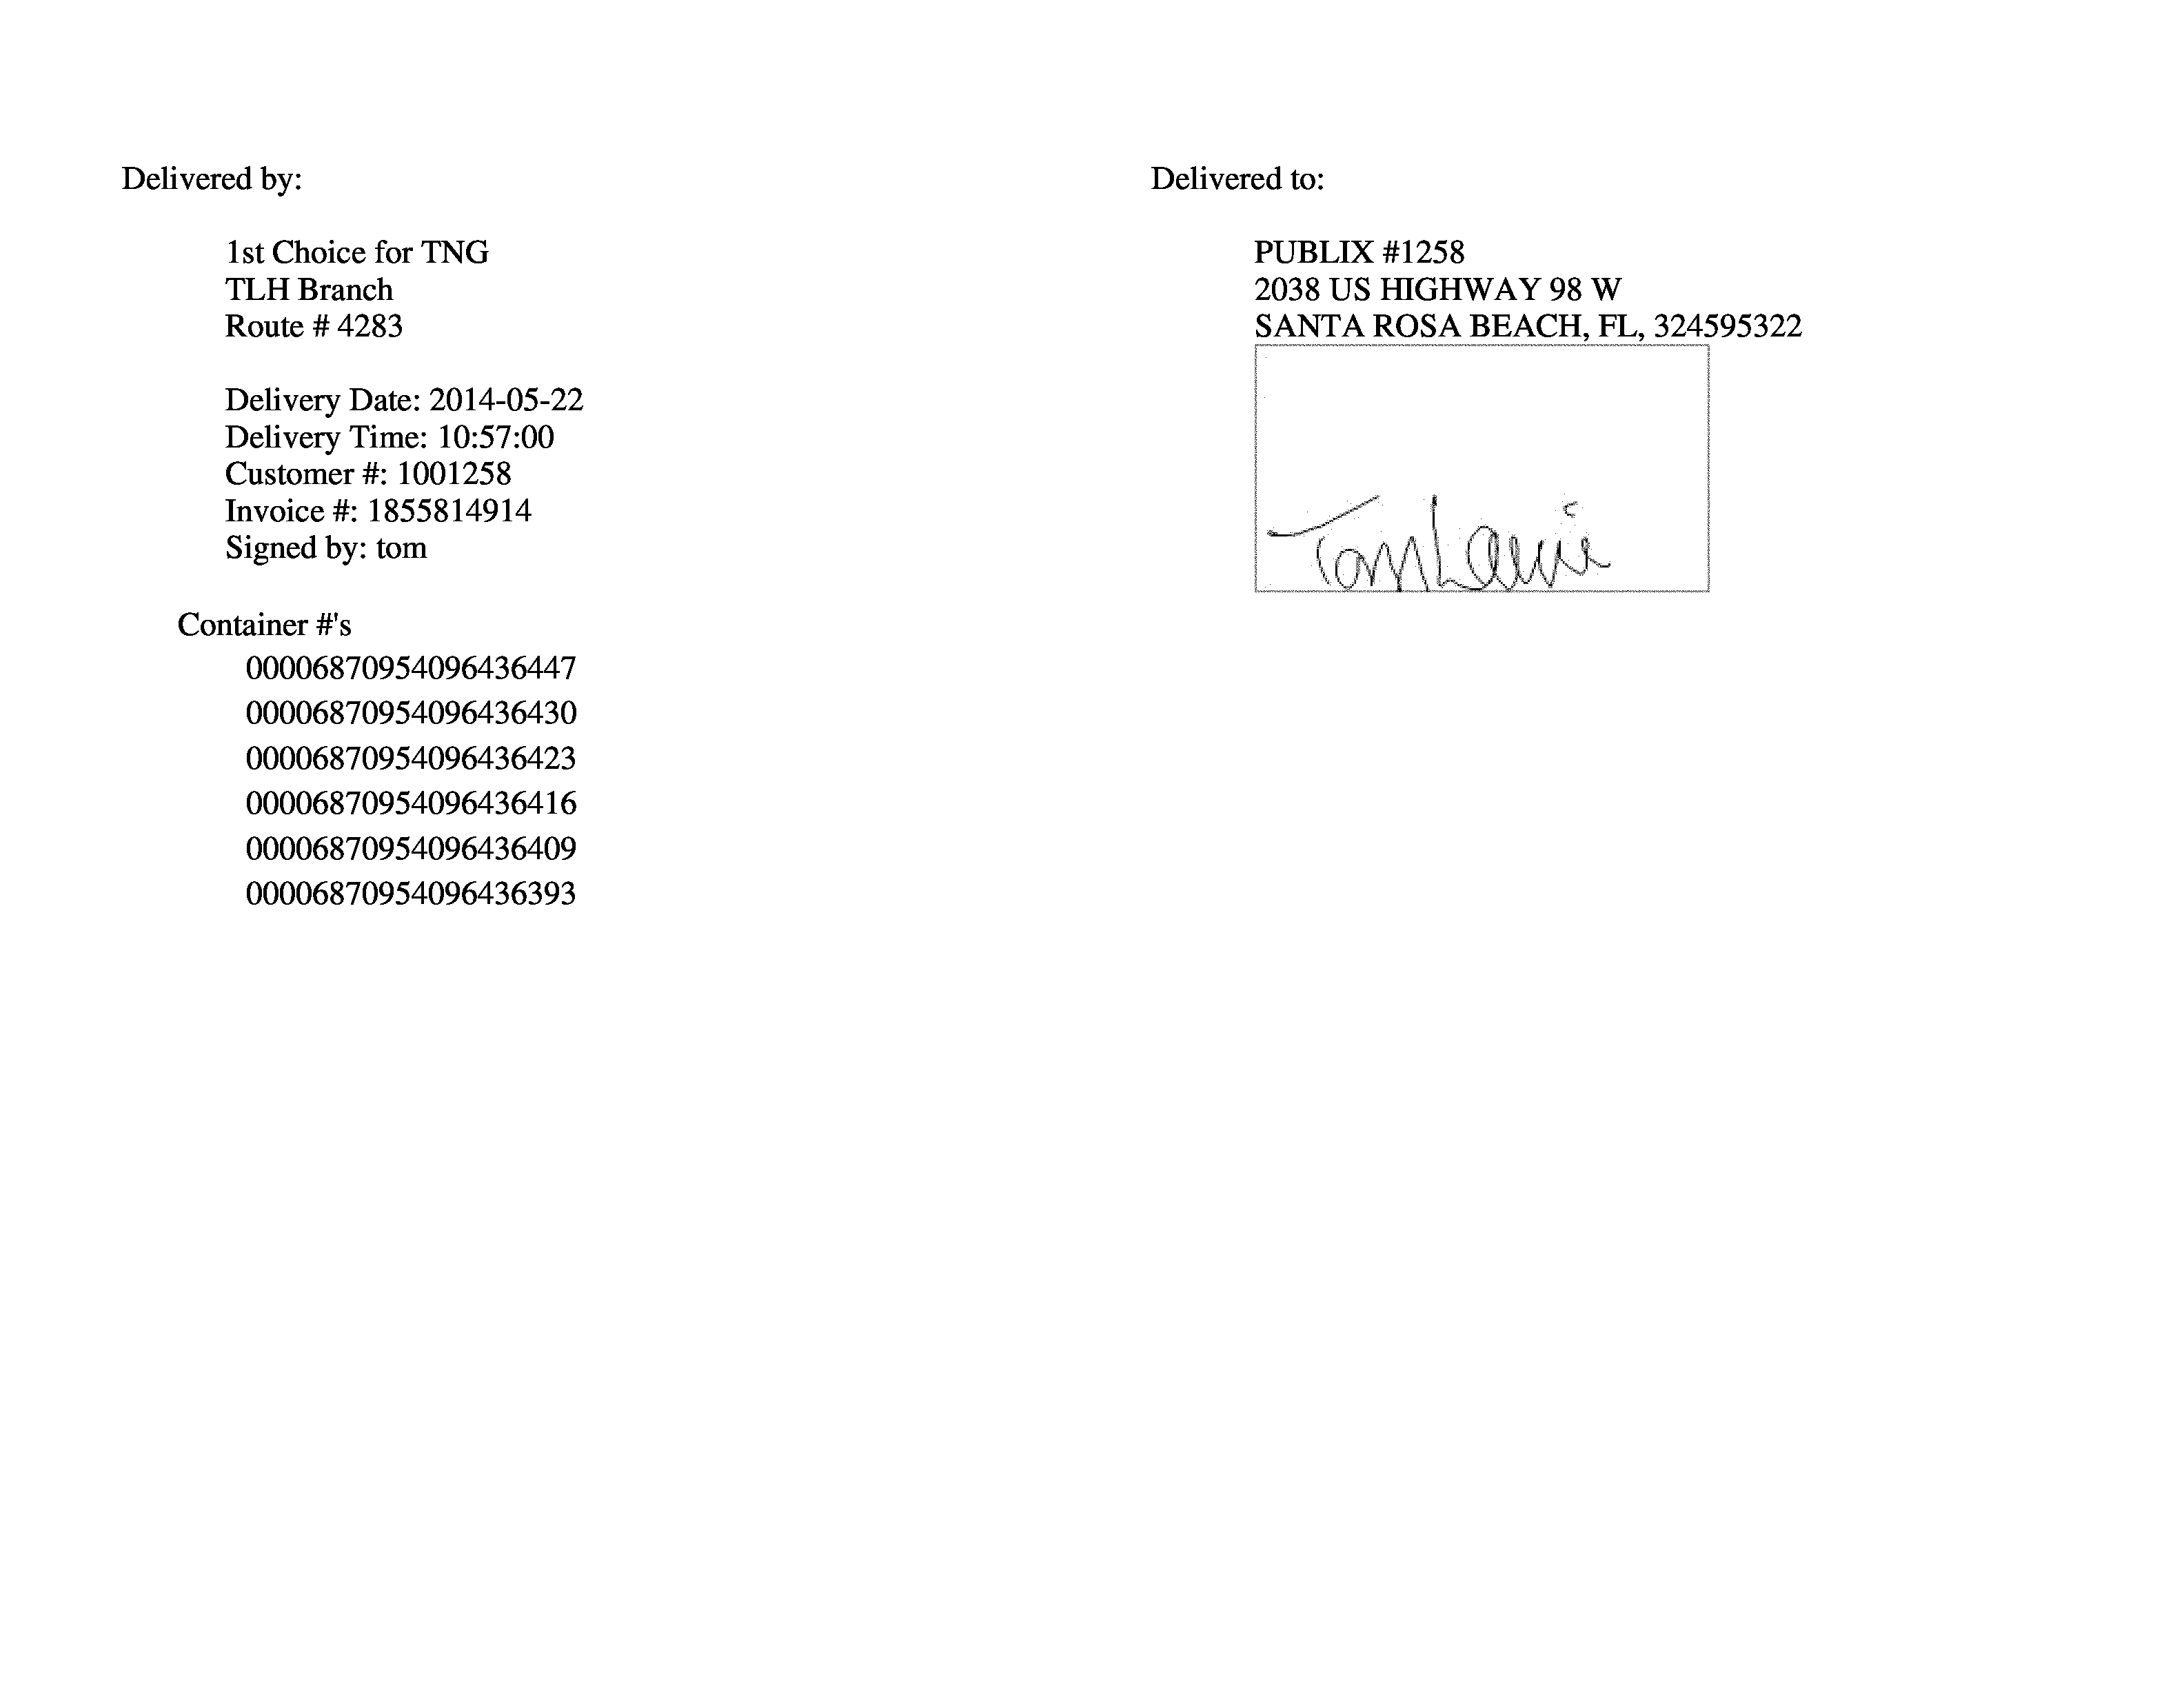 Delivered by:
1st Choice for TNG
TLH Branch
Route # 4283
Delivery Date: 2014-05-22
Delivery Time: 10:57:00
Customer #: 1001258
Invoice #: 1855814914
Signed by: tom
Container #'s
00006870954096436447
00006870954096436430
00006870954096436423
00006870954096436416
00006870954096436409
00006870954096436393
Delivered to:
PUBLIX #1258
2038 US HIGHWAY 98 W
SANTA ROSA BEACH, FL, 324595322
Tom